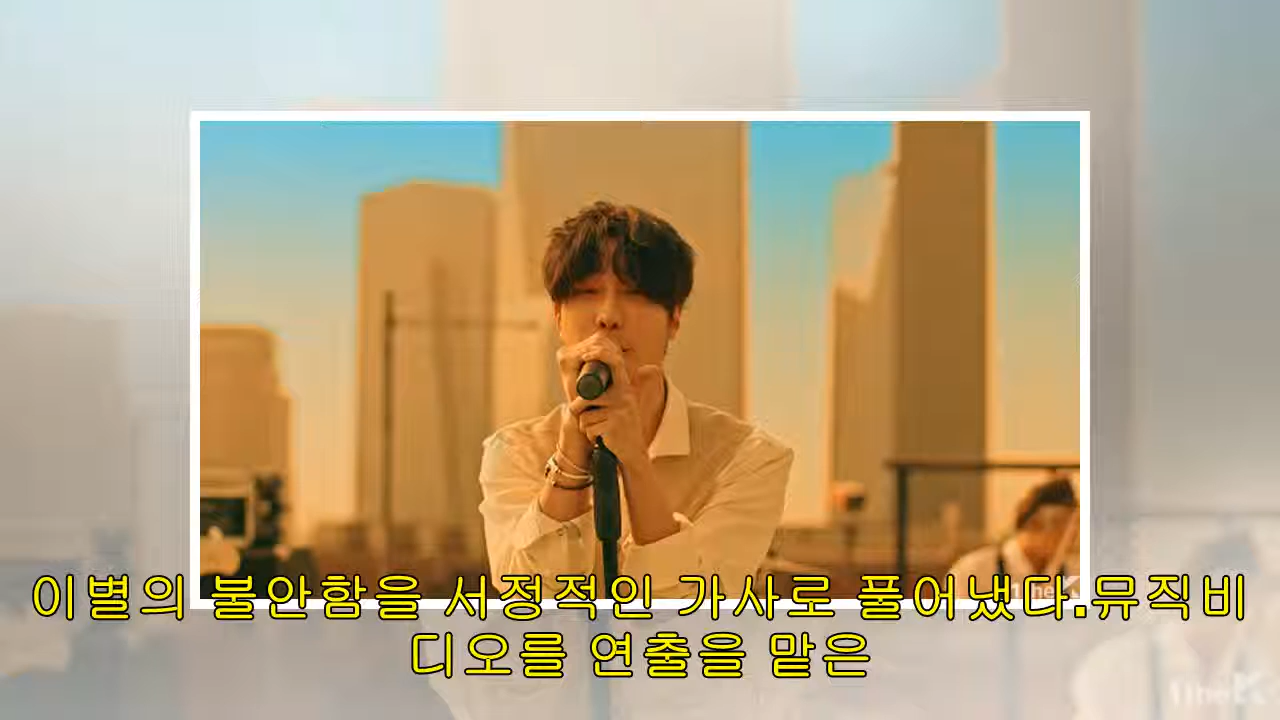 이별의 불안함을 서정적인 가사로 풀어냈다.뮤직비
디오를 연출을 맡은
1theK